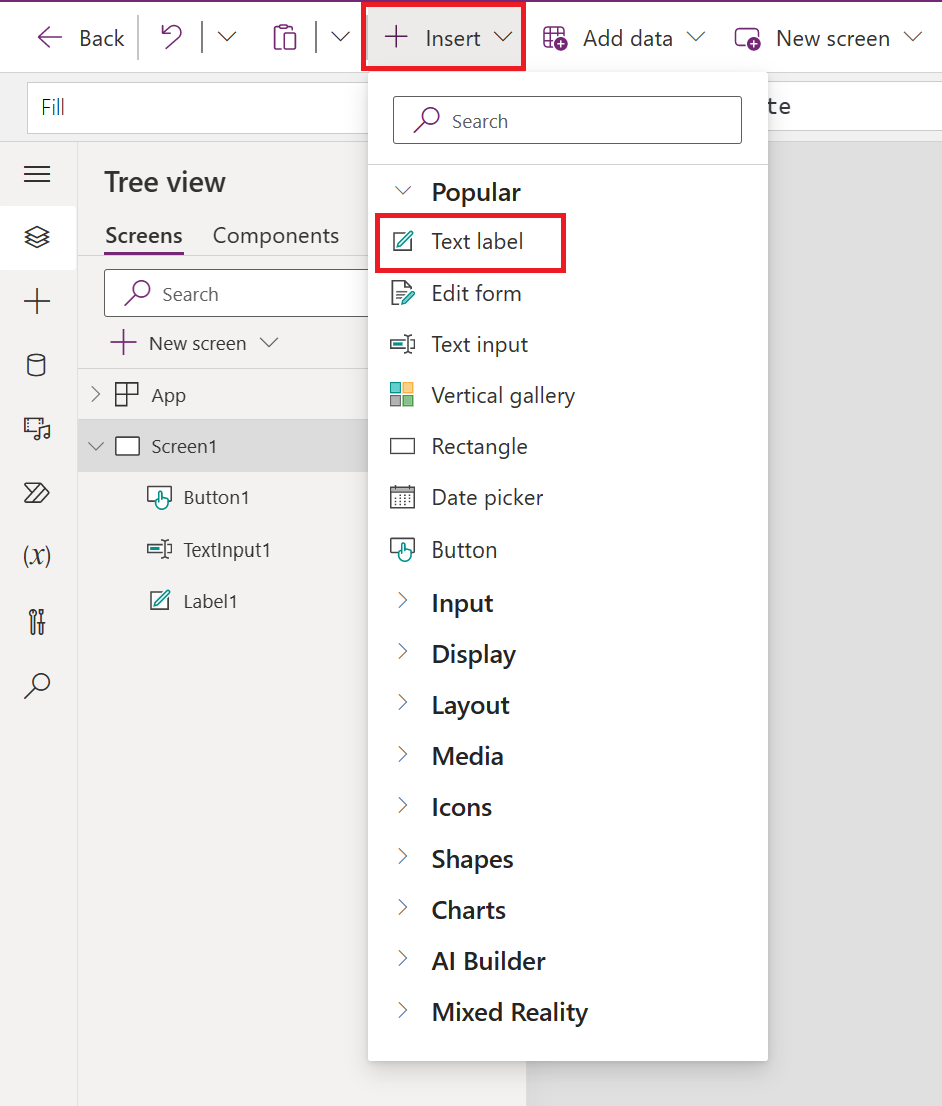 Back
Insert
Add data
New screen
Fill
te
Search
Popular
Text label
Edit form
Text input
Vertical gallery
Rectangle
Date picker
Button
Input
Display
Layout
Media
Icons
Shapes
Charts
AI Builder
Mixed Reality
Tree view
Screens Components
Search
New screen
App
Screen1
Button1
TextInput1
Label1
(x)